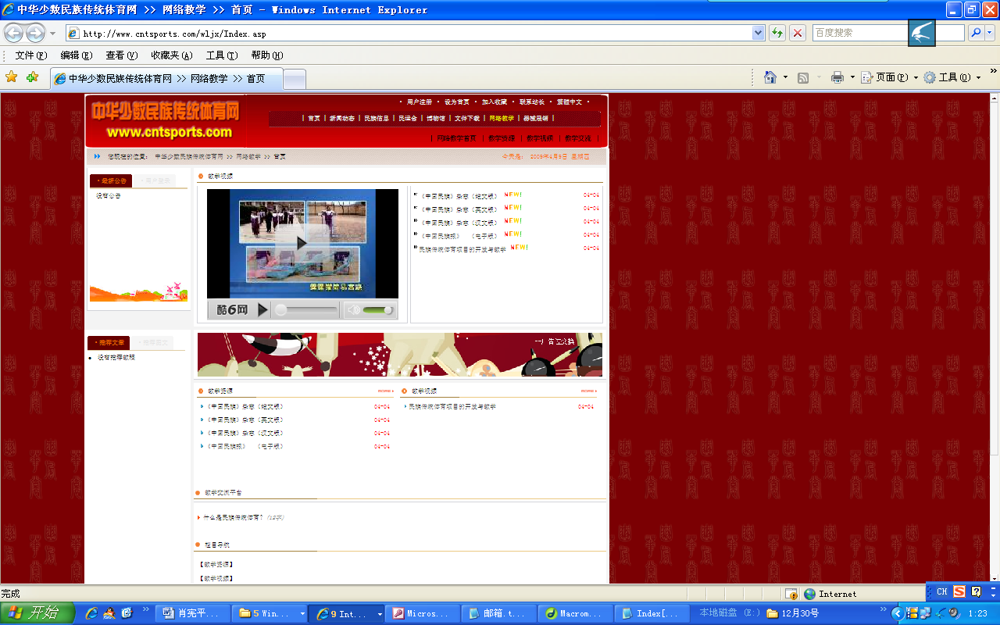 中华少数民族传统体育网 >> 网络教学 >> 首页 - Windows Internet Explorer
http://www.cntsports.com/wljx/Index.asp
百度搜索
文件(F) 编辑(E) 查看(V) 收藏夹(A) 工具(T) 帮助(H)
中华少数民族传统体育网 >> 网络教学 >> 首页
页面(P) 工具(O) »
中华少数民族传统体育网
www.cntsports.com
· 用户注册 · 设为首页 · 加入收藏 · 联系站长 · 繁體中文 ·
| 首页 | 新闻动态 | 民族信息 | 民运会 | 博物馆 | 文件下载 | 网络教学 | 器械展销 |
| 网络教学首页 | 教学资源 | 教学视频 | 教学交流
您现在的位置: 中华少数民族传统体育网 >> 网络教学 >> 首页
今天是: 2009年4月9日 星期四
· 最新公告 · 用户登录
没有公告
教学视频
酷6网
《中国民族》杂志（蒙文版） NEW! 04-04
《中国民族》杂志（英文版） NEW! 04-04
《中国民族》杂志（汉文版） NEW! 04-04
《中国民族报》 （电子版） NEW! 04-04
民族传统体育项目的开发与教学 NEW! 04-04
· 推荐文章 · 推荐图文
没有推荐教程
教学资源 MORE
《中国民族》杂志（蒙文版） 04-04
《中国民族》杂志（英文版） 04-04
《中国民族》杂志（汉文版） 04-04
《中国民族报》 （电子版） 04-04
教学视频 MORE
民族传统体育项目的开发与教学 04-04
教学交流平台
什么是民族传统体育?
栏目导航
【教学资源】
【教学视频】
完成
Internet
CH
开始
肖宪平...
5 Win...
9 Int...
Micros...
邮箱.t...
Macrom...
Index[...
本地磁盘 (E:)
12月30号
1:23